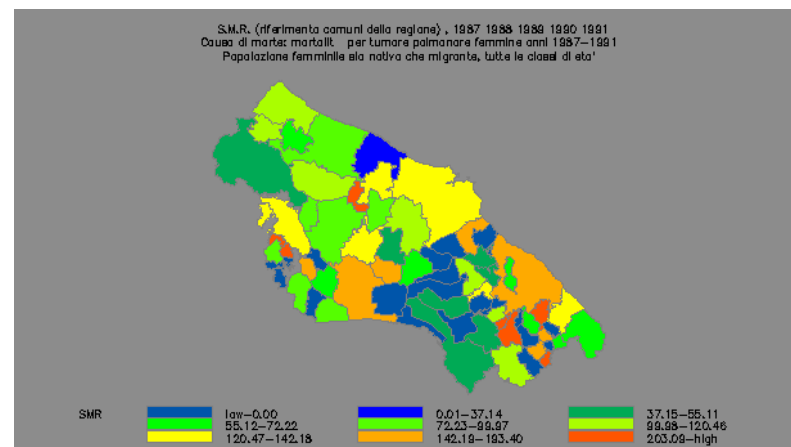 S.M.R. (riferimento comuni della regione) , 1987 1988 1989 1990 1991
Causa di morte: mortalit per tumore polmonare femmine anni 1987-1991
Popolazione femminile sia nativa che migrante, tutte le classi di eta'
SMR low-0.00 0.01-37.14 37.15-55.11
55.12-72.22 72.23-99.97 99.98-120.46
120.47-142.18 142.19-193.40 203.09-high